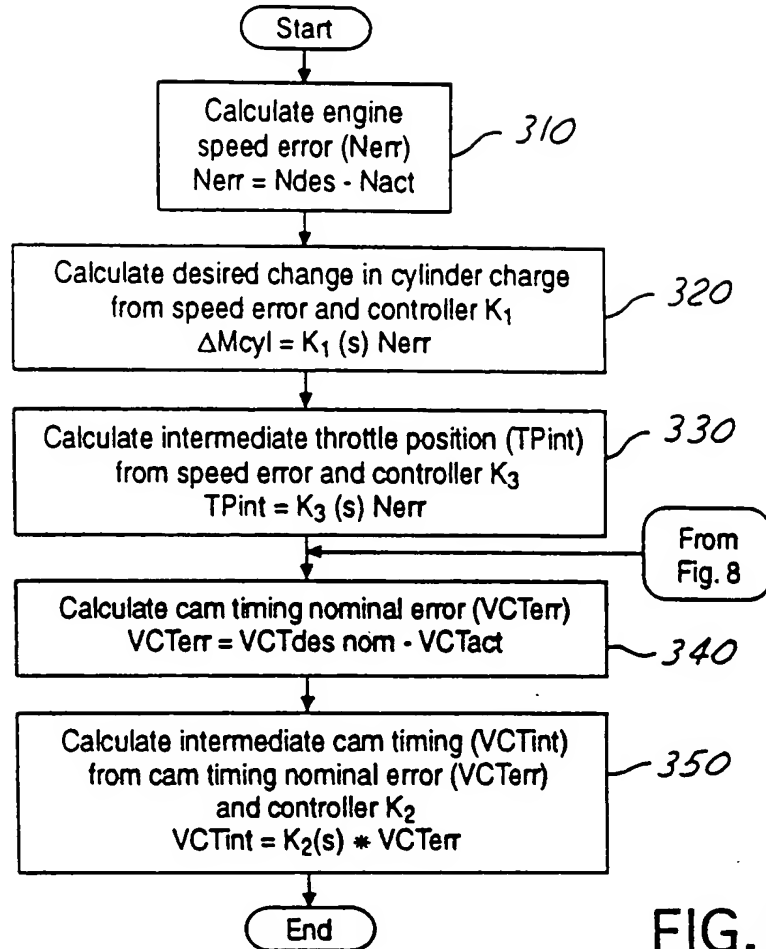 Start
Calculate engine
speed error (Nerr)
Nerr = Ndes - Nact
310
Calculate desired change in cylinder charge
from speed error and controller K₁
ΔMcyl = K₁ (s) Nerr
320
Calculate intermediate throttle position (TPint)
from speed error and controller K₃
TPint = K₃ (s) Nerr
330
From
Fig. 8
Calculate cam timing nominal error (VCTerr)
VCTerr = VCTdes nom - VCTact
340
Calculate intermediate cam timing (VCTint)
from cam timing nominal error (VCTerr)
and controller K₂
VCTint = K₂(s) * VCTerr
350
End
FIG.